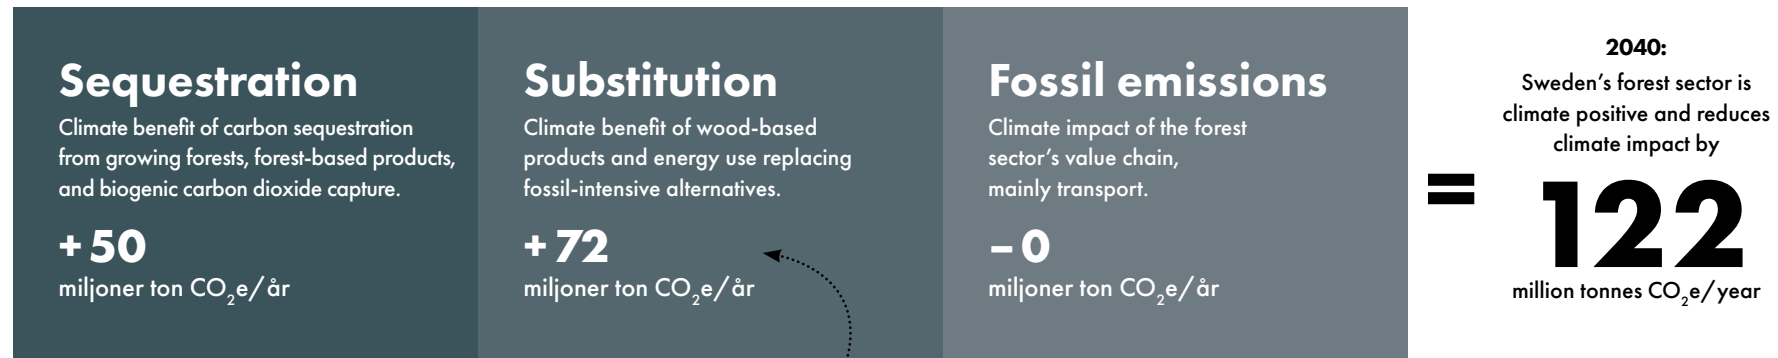 Sequestration
Climate benefit of carbon sequestration
from growing forests, forest-based products,
and biogenic carbon dioxide capture.
+ 50
miljoner ton CO₂e/år
Substitution
Climate benefit of wood-based
products and energy use replacing
fossil-intensive alternatives.
+ 72
miljoner ton CO₂e/år
Fossil emissions
Climate impact of the forest
sector's value chain,
mainly transport.
– 0
miljoner ton CO₂e/år
=
2040:
Sweden's forest sector is
climate positive and reduces
climate impact by
122
million tonnes CO₂e/year